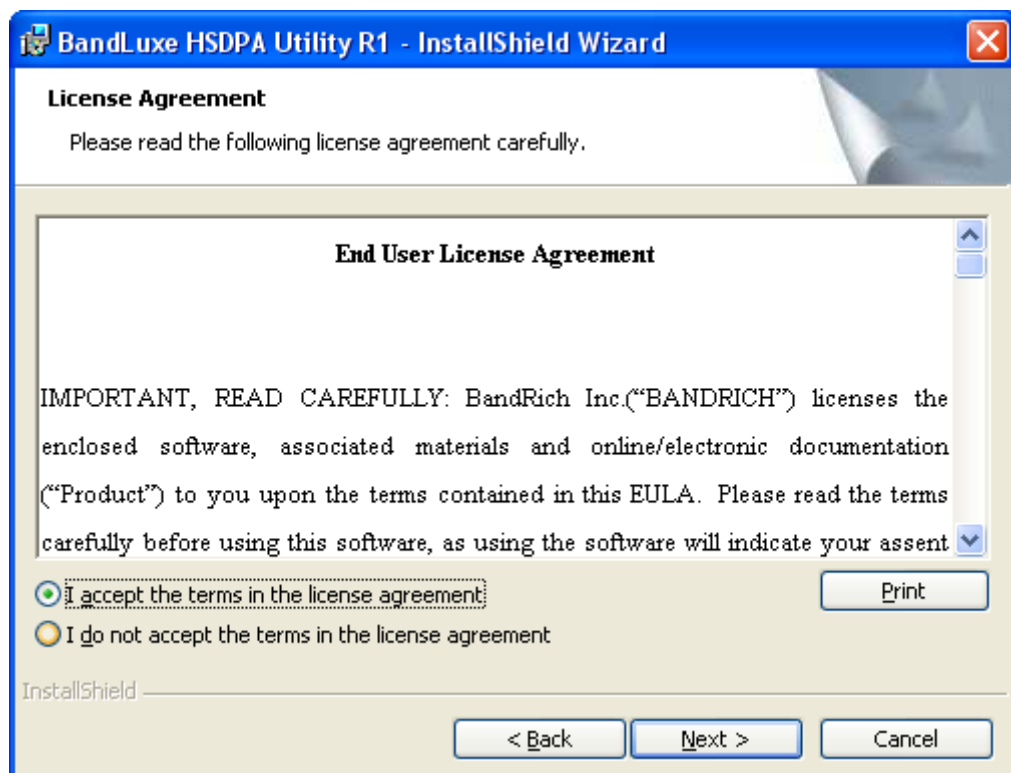 BandLuxe HSDPA Utility R1 - InstallShield Wizard
License Agreement
Please read the following license agreement carefully.
End User License Agreement
IMPORTANT, READ CAREFULLY: BandRich Inc.(“BANDRICH”) licenses the
enclosed software, associated materials and online/electronic documentation
(“Product”) to you upon the terms contained in this EULA.  Please read the terms
carefully before using this software, as using the software will indicate your assent
I accept the terms in the license agreement
Print
I do not accept the terms in the license agreement
InstallShield
< Back
Next >
Cancel